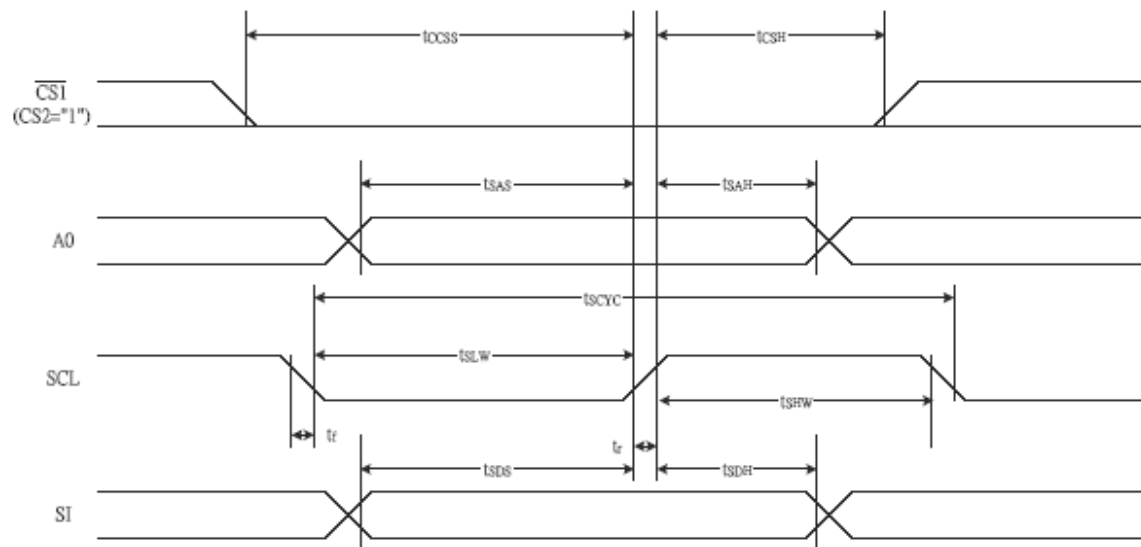 tCCSS tCSH
CS1
(CS2="1")
tSAS tSAH
A0
tSCYC
tSLW
SCL
tSHW
tf tr
tSDS tSDH
SI